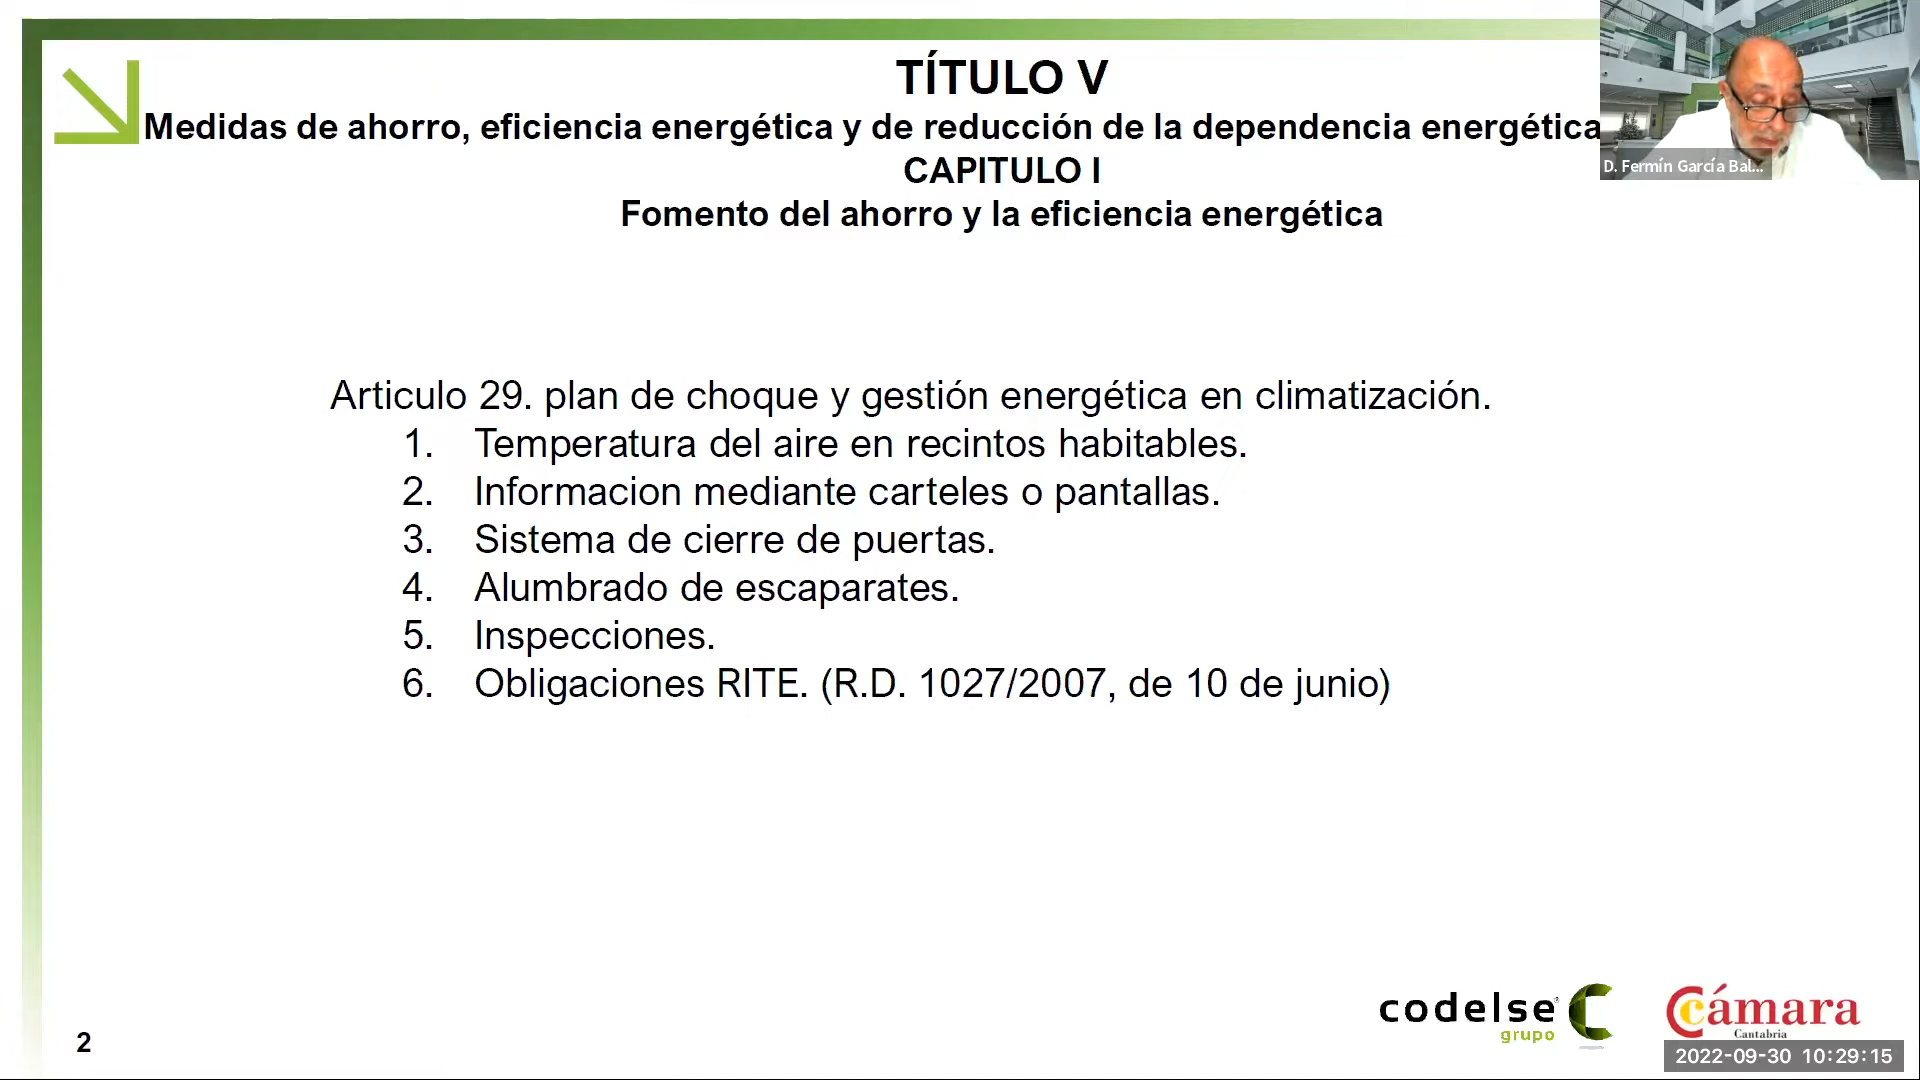 TÍTULO V
Medidas de ahorro, eficiencia energética y de reducción de la dependencia energética
CAPITULO I
Fomento del ahorro y la eficiencia energética
D. Fermín García Bal...
Articulo 29. plan de choque y gestión energética en climatización.
1. Temperatura del aire en recintos habitables.
2. Informacion mediante carteles o pantallas.
3. Sistema de cierre de puertas.
4. Alumbrado de escaparates.
5. Inspecciones.
6. Obligaciones RITE. (R.D. 1027/2007, de 10 de junio)
codelse
grupo
Cámara
Cantabria
2
2022-09-30 10:29:15